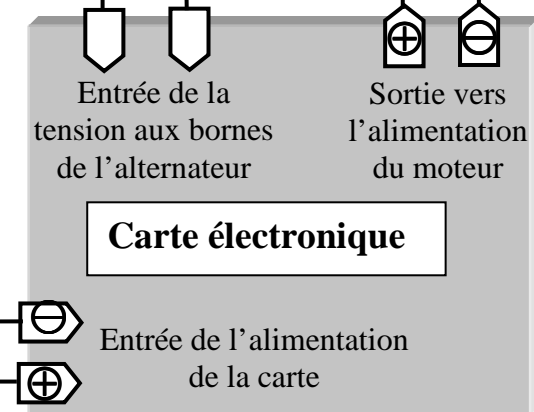 Entrée de la
tension aux bornes
de l’alternateur
Sortie vers
l’alimentation
du moteur
Carte électronique
Entrée de l’alimentation
de la carte